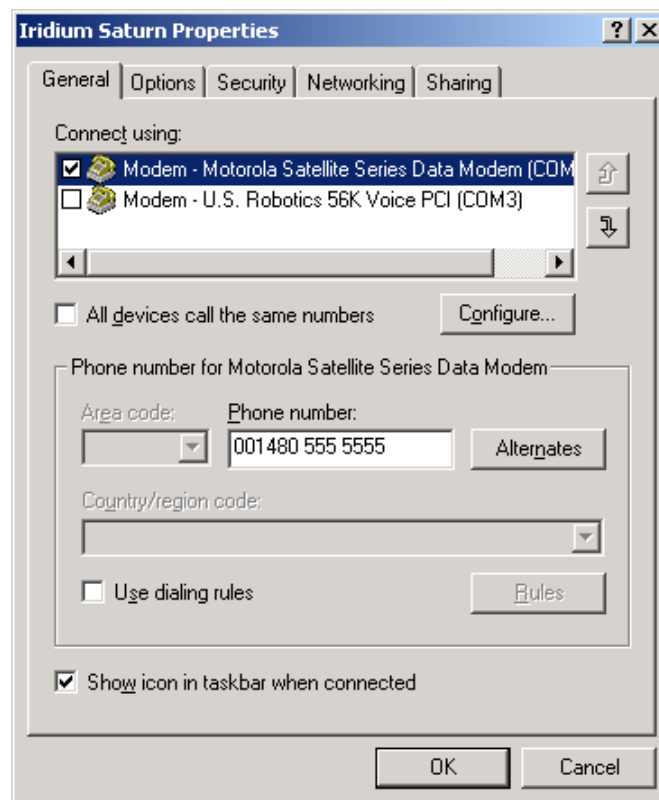 Iridium Saturn Properties
General Options Security Networking Sharing
Connect using:
Modem - Motorola Satellite Series Data Modem (COM
Modem - U.S. Robotics 56K Voice PCI (COM3)
All devices call the same numbers Configure...
Phone number for Motorola Satellite Series Data Modem
Area code: Phone number:
001480 555 5555 Alternates
Country/region code:
Use dialing rules Rules
Show icon in taskbar when connected
OK Cancel